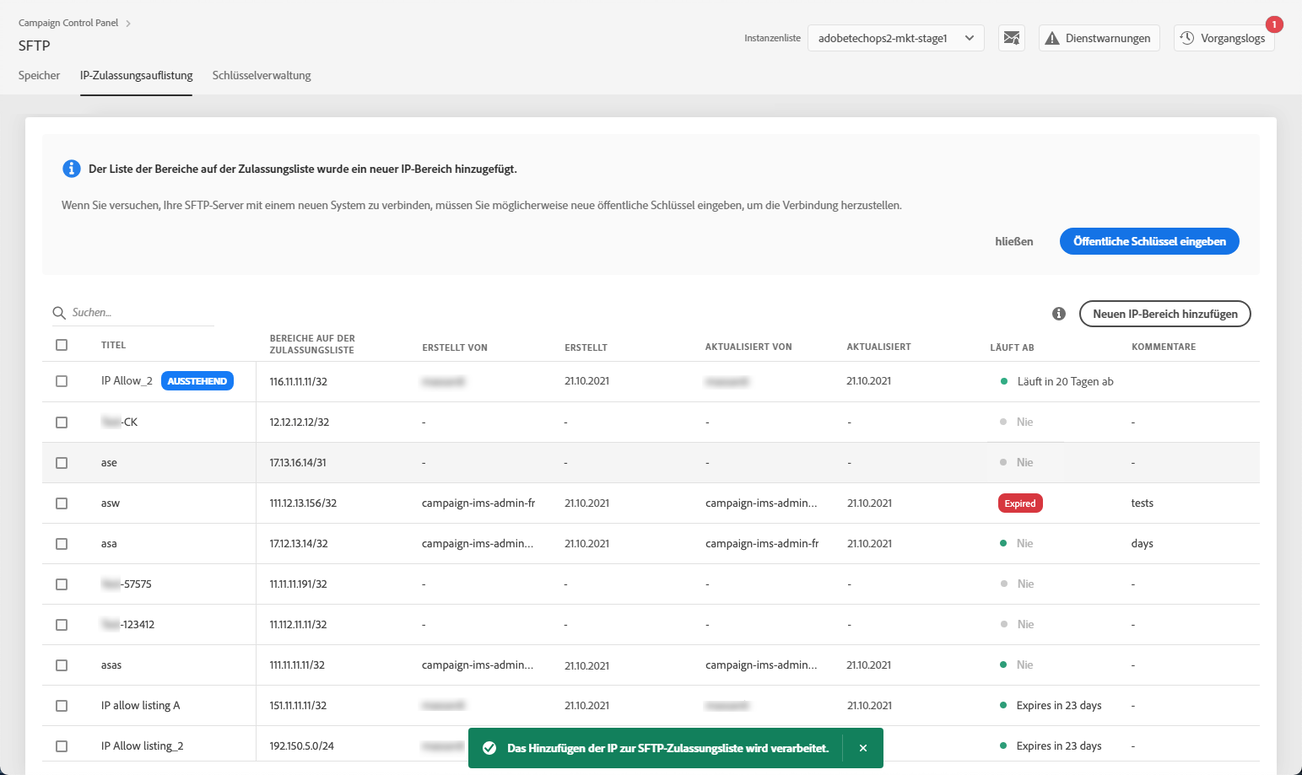 Campaign Control Panel
SFTP
Instanzenliste adobetechops2-mkt-stage1 Dienstwarnungen Vorgangslogs 1
Speicher IP-Zulassungsauflistung Schlüsselverwaltung
Der Liste der Bereiche auf der Zulassungsliste wurde ein neuer IP-Bereich hinzugefügt.
Wenn Sie versuchen, Ihre SFTP-Server mit einem neuen System zu verbinden, müssen Sie möglicherweise neue öffentliche Schlüssel eingeben, um die Verbindung herzustellen.
hließen Öffentliche Schlüssel eingeben
Suchen... Neuen IP-Bereich hinzufügen
TITEL BEREICHE AUF DER ZULASSUNGSLISTE ERSTELLT VON ERSTELLT AKTUALISIERT VON AKTUALISIERT LÄUFT AB KOMMENTARE
IP Allow_2 AUSSTEHEND 116.11.11.11/32 21.10.2021 21.10.2021 Läuft in 20 Tagen ab
-CK 12.12.12.12/32 - - - - Nie -
ase 17.13.16.14/31 - - - - Nie -
asw 111.12.13.156/32 campaign-ims-admin-fr 21.10.2021 campaign-ims-admin... 21.10.2021 Expired tests
asa 17.12.13.14/32 campaign-ims-admin... 21.10.2021 campaign-ims-admin-fr 21.10.2021 Nie days
-57575 11.11.11.191/32 - - - - Nie -
-123412 11.112.11.11/32 - - - - Nie -
asas 111.11.11.11/32 campaign-ims-admin... 21.10.2021 campaign-ims-admin... 21.10.2021 Nie -
IP allow listing A 151.11.11.11/32 21.10.2021 21.10.2021 Expires in 23 days -
IP Allow listing_2 192.150.5.0/24 Expires in 23 days -
Das Hinzufügen der IP zur SFTP-Zulassungsliste wird verarbeitet.